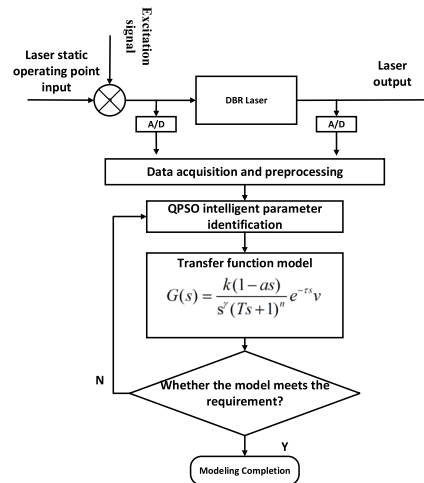 Excitation
signal
Laser static
operating point
input
Laser
output
DBR Laser
A/D
A/D
Data acquisition and preprocessing
QPSO intelligent parameter
identification
Transfer function model
G(s) = k(1−as) / s^γ(Ts+1)^n e^{−τs} v
N
Whether the model meets the
requirement?
Y
Modeling Completion